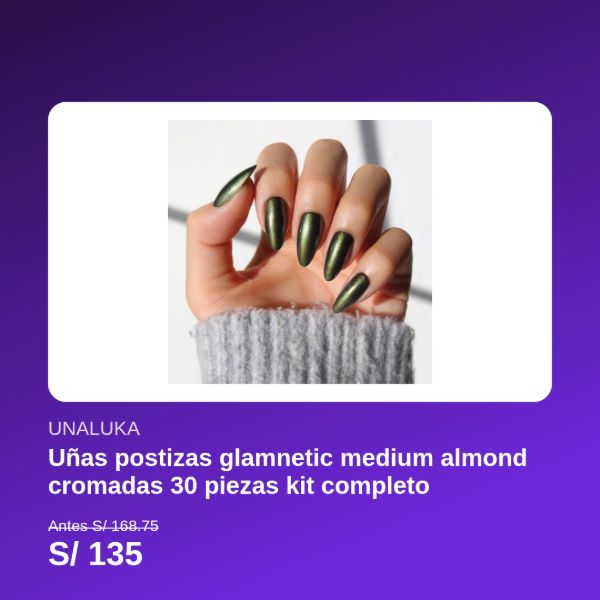 UNALUKA
Uñas postizas glamnetic medium almond
cromadas 30 piezas kit completo
Antes S/ 168.75
S/ 135